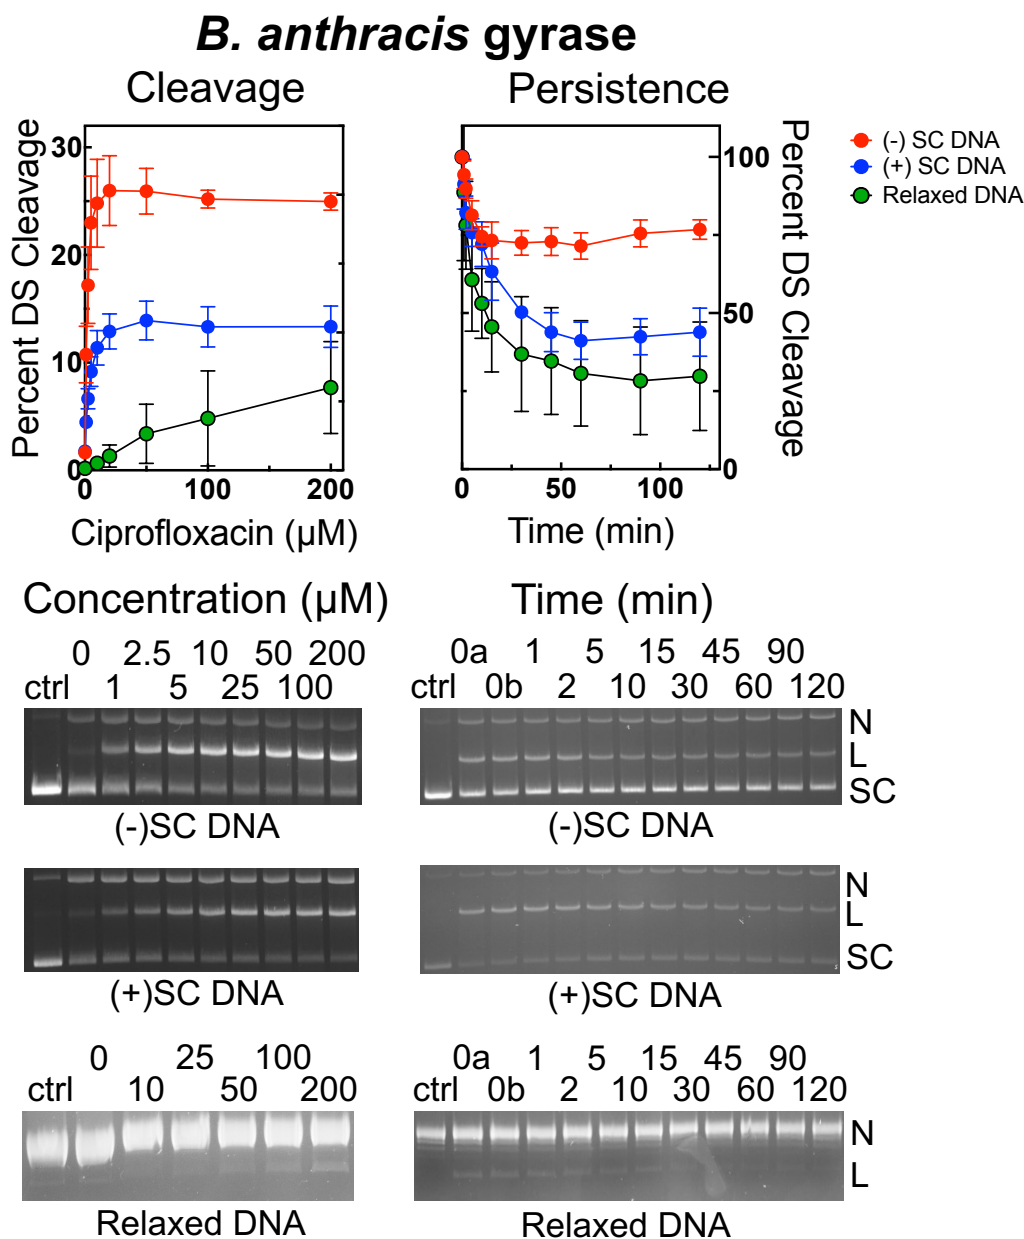 B. anthracis gyrase
Cleavage
Persistence
30
20
10
0
Percent DS Cleavage
0 100 200
Ciprofloxacin (µM)
100
50
0
Percent DS Cleavage
0 50 100
Time (min)
(-) SC DNA
(+) SC DNA
Relaxed DNA
Concentration (µM)
0 2.5 10 50 200
ctrl 1 5 25 100
(-)SC DNA
(+)SC DNA
0 25 100
ctrl 10 50 200
Relaxed DNA
Time (min)
0a 1 5 15 45 90
ctrl 0b 2 10 30 60 120
N
L
SC
(-)SC DNA
N
L
SC
(+)SC DNA
0a 1 5 15 45 90
ctrl 0b 2 10 30 60 120
N
L
Relaxed DNA